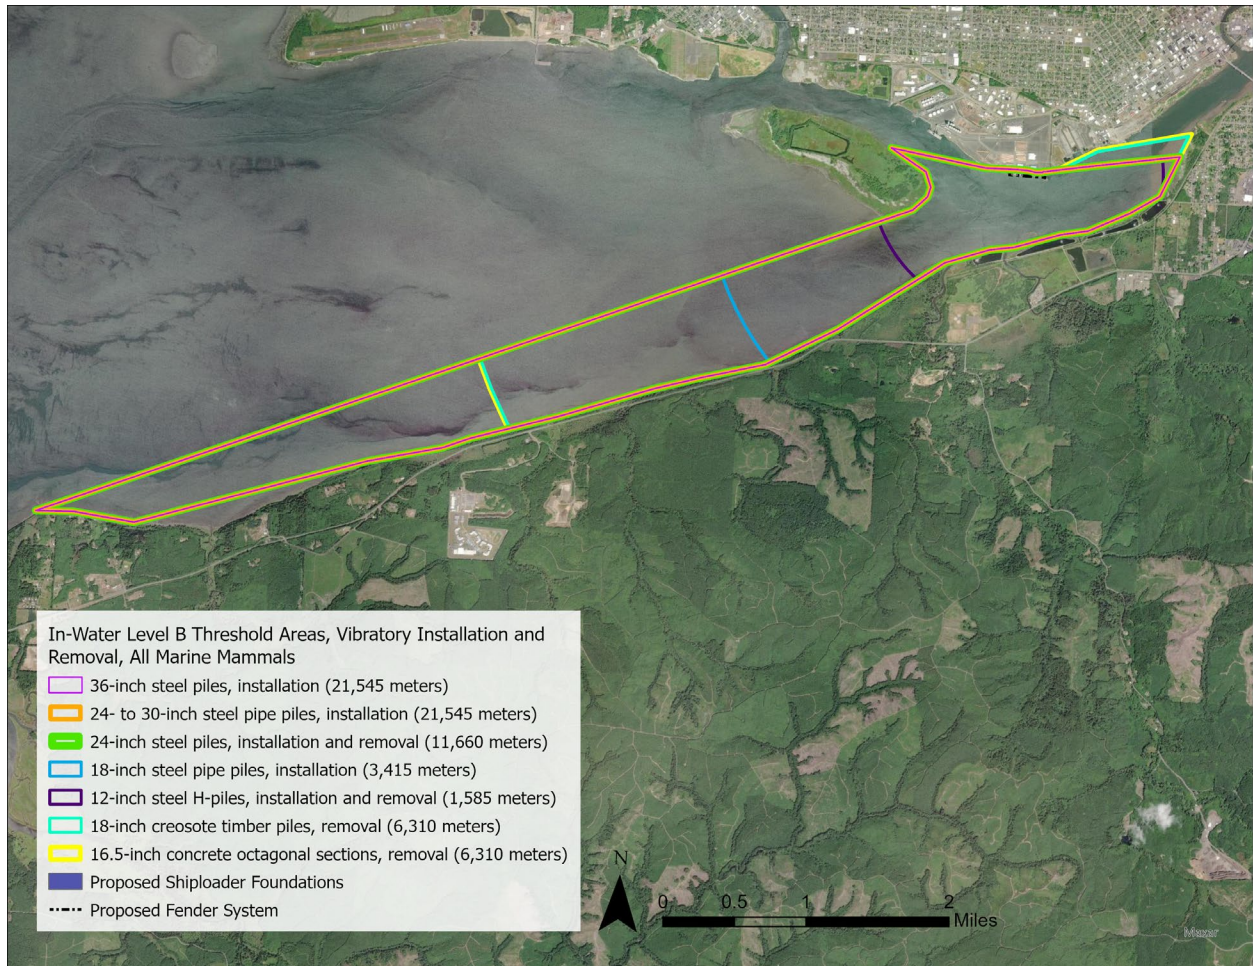 In-Water Level B Threshold Areas, Vibratory Installation and
Removal, All Marine Mammals
36-inch steel piles, installation (21,545 meters)
24- to 30-inch steel pipe piles, installation (21,545 meters)
24-inch steel piles, installation and removal (11,660 meters)
18-inch steel pipe piles, installation (3,415 meters)
12-inch steel H-piles, installation and removal (1,585 meters)
18-inch creosote timber piles, removal (6,310 meters)
16.5-inch concrete octagonal sections, removal (6,310 meters)
Proposed Shiploader Foundations
Proposed Fender System
N
0 0.5 1 2
Miles
Maxar